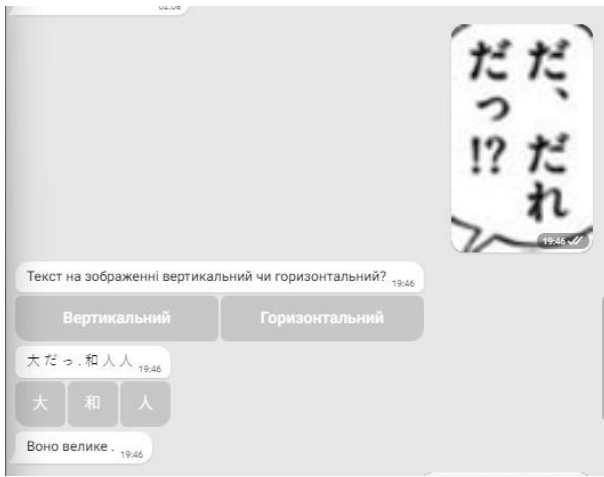 だ、だれ
だっ!?
19:46
Текст на зображенні вертикальний чи горизонтальний? 19:46
Вертикальний Горизонтальний
大だっ.和人人 19:46
大 和 人
Воно велике . 19:46